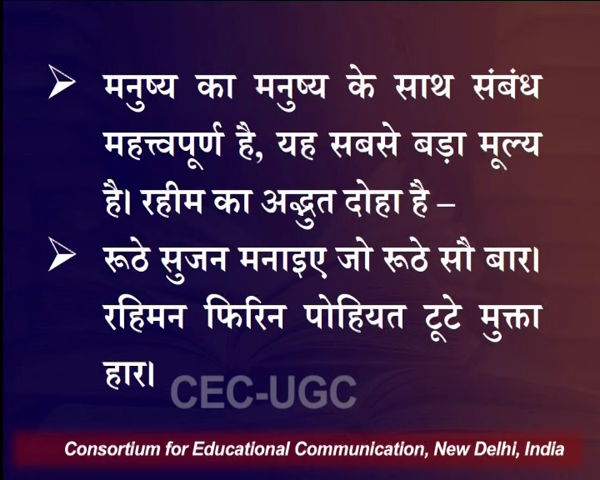 ➢ मनुष्य का मनुष्य के साथ संबंध
महत्त्वपूर्ण है, यह सबसे बड़ा मूल्य
है। रहीम का अद्भुत दोहा है –
➢ रूठे सुजन मनाइए जो रूठे सौ बार।
रहिमन फिरिन पोहियत टूटे मुक्ता
हार।
CEC-UGC
Consortium for Educational Communication, New Delhi, India